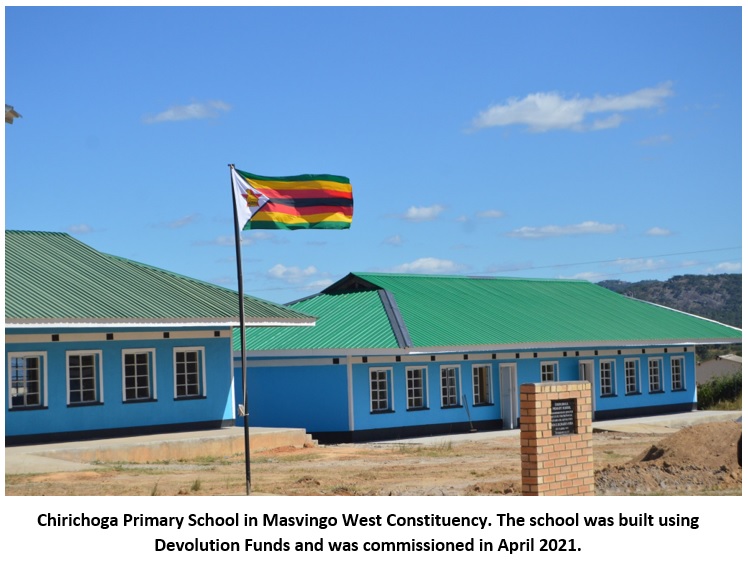 Chirichoga Primary School in Masvingo West Constituency. The school was built using
Devolution Funds and was commissioned in April 2021.